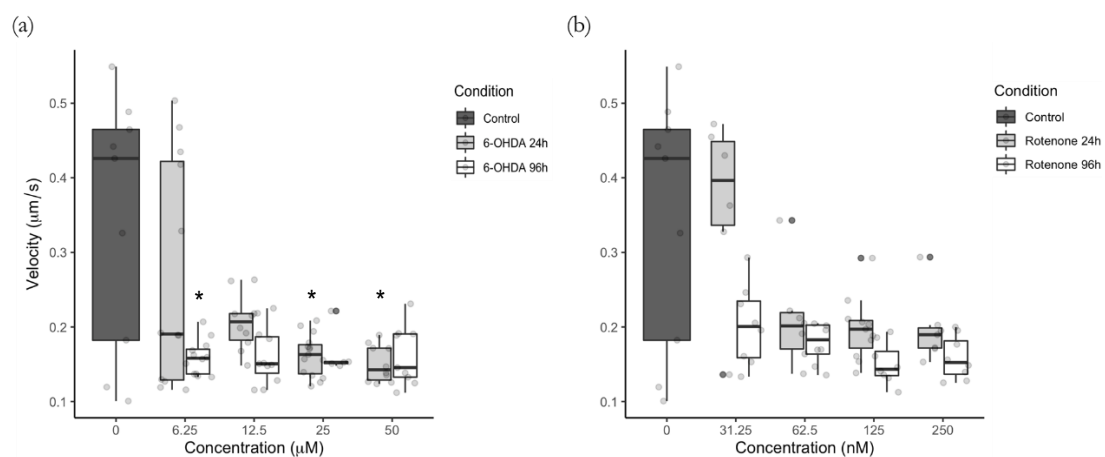 (a)
(b)
Velocity (μm/s)
0.5
0.4
0.3
0.2
0.1
*
*
*
0 6.25 12.5 25 50
Concentration (μM)
Condition
Control
6-OHDA 24h
6-OHDA 96h
0.5
0.4
0.3
0.2
0.1
0 31.25 62.5 125 250
Concentration (nM)
Condition
Control
Rotenone 24h
Rotenone 96h